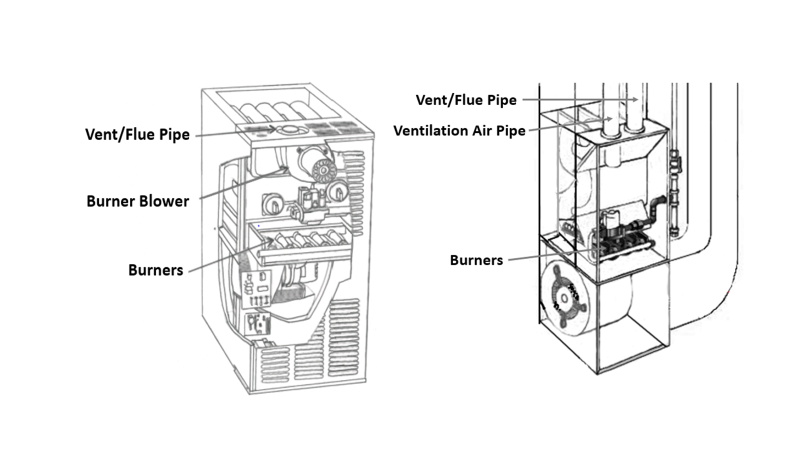 Vent/Flue Pipe
Burner Blower
Burners
Vent/Flue Pipe
Ventilation Air Pipe
Burners